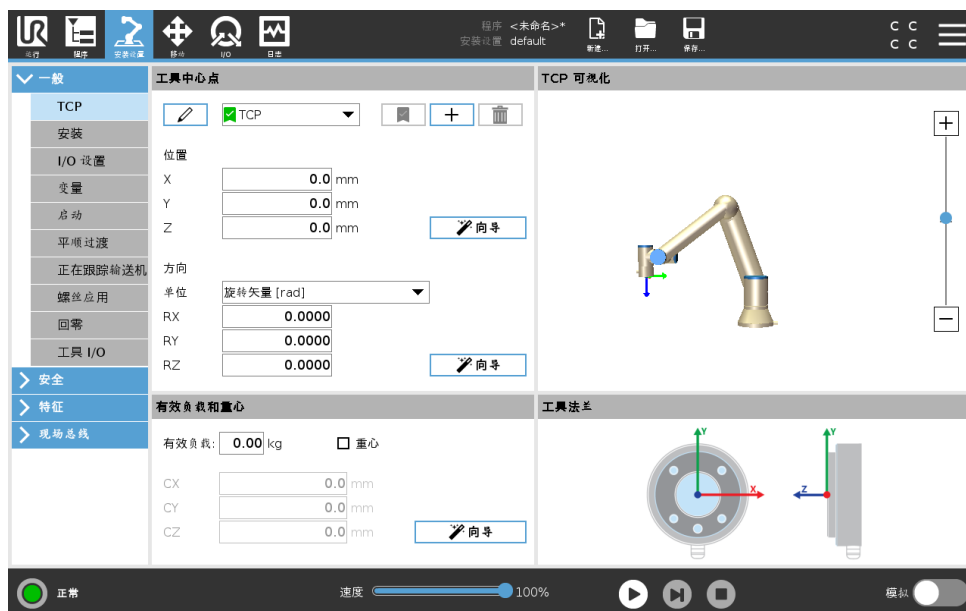 UR
运行
程序
安装设置
移动
I/O
日志
程序 <未命名>*
安装设置 default
新建...
打开...
保存...
C C
C C
一般
TCP
安装
I/O 设置
变量
启动
平顺过渡
正在跟踪输送机
螺丝应用
回零
工具 I/O
安全
特征
现场总线
工具中心点
TCP
位置
X 0.0 mm
Y 0.0 mm
Z 0.0 mm
向导
方向
单位 旋转矢量 [rad]
RX 0.0000
RY 0.0000
RZ 0.0000
向导
有效负载和重心
有效负载: 0.00 kg
重心
CX 0.0 mm
CY 0.0 mm
CZ 0.0 mm
向导
TCP 可视化
工具法兰
Y
X
Y
Z
正常
速度 100%
模拟